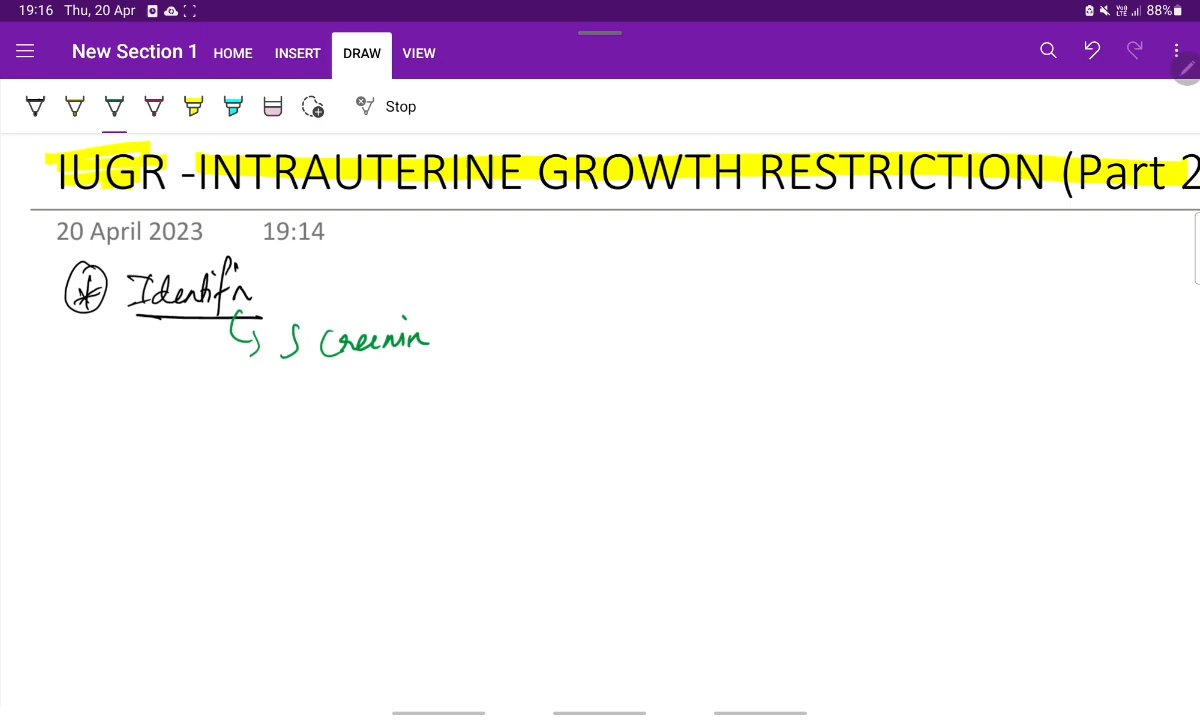 19:16 Thu, 20 Apr 88%
New Section 1 HOME INSERT DRAW VIEW
Stop
IUGR -INTRAUTERINE GROWTH RESTRICTION (Part 2
20 April 2023 19:14
Identifn
Screenin